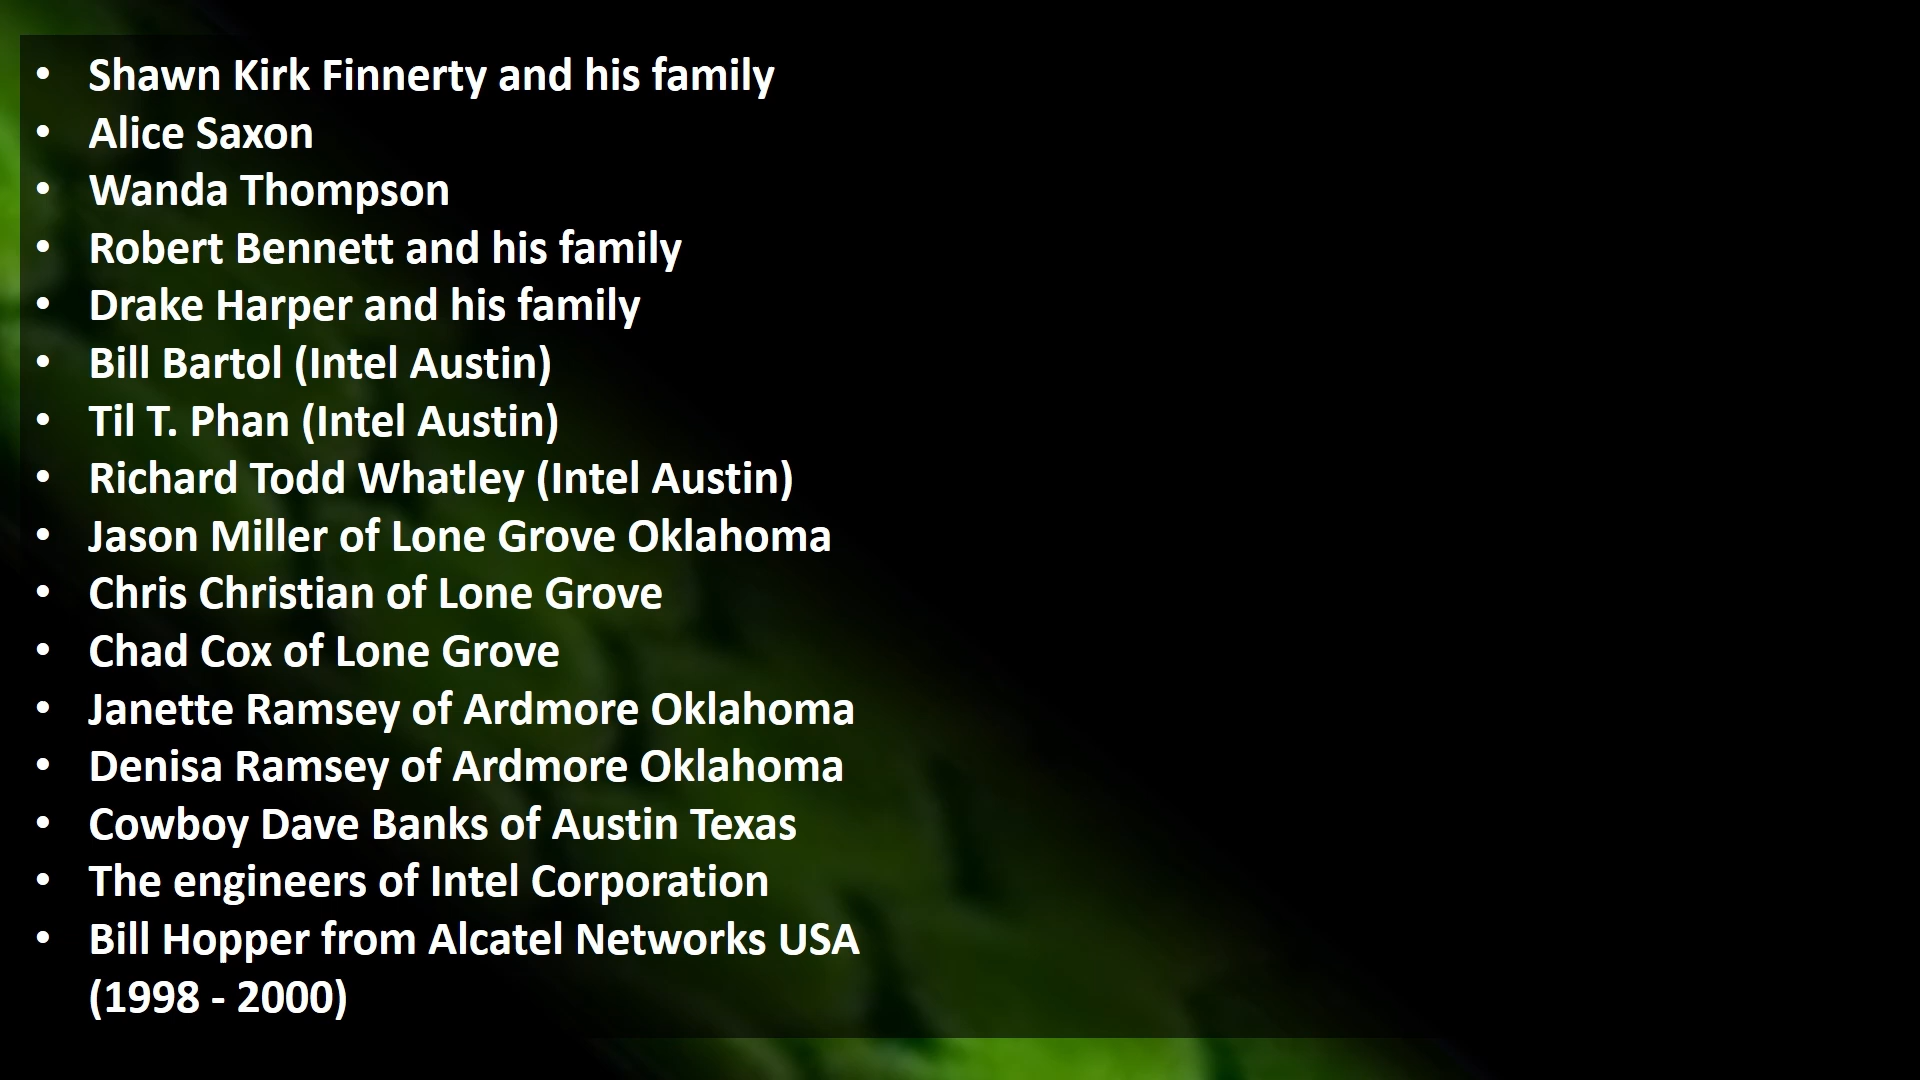 • Shawn Kirk Finnerty and his family
• Alice Saxon
• Wanda Thompson
• Robert Bennett and his family
• Drake Harper and his family
• Bill Bartol (Intel Austin)
• Til T. Phan (Intel Austin)
• Richard Todd Whatley (Intel Austin)
• Jason Miller of Lone Grove Oklahoma
• Chris Christian of Lone Grove
• Chad Cox of Lone Grove
• Janette Ramsey of Ardmore Oklahoma
• Denisa Ramsey of Ardmore Oklahoma
• Cowboy Dave Banks of Austin Texas
• The engineers of Intel Corporation
• Bill Hopper from Alcatel Networks USA
(1998 - 2000)